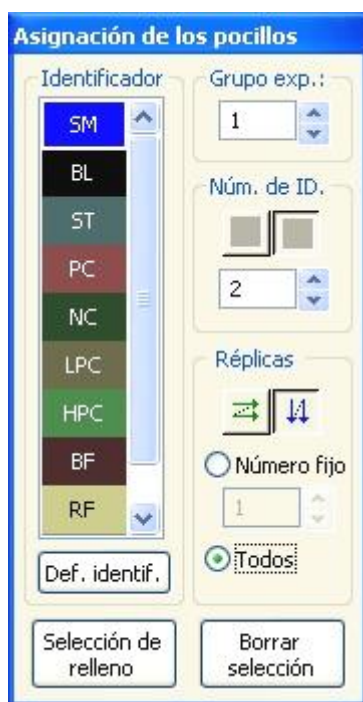 Asignación de los pocillos
Identificador
SM
BL
ST
PC
NC
LPC
HPC
BF
RF
Def. identif.
Grupo exp.:
1
Núm. de ID.
2
Réplicas
Número fijo
1
Todos
Selección de
relleno
Borrar
selección